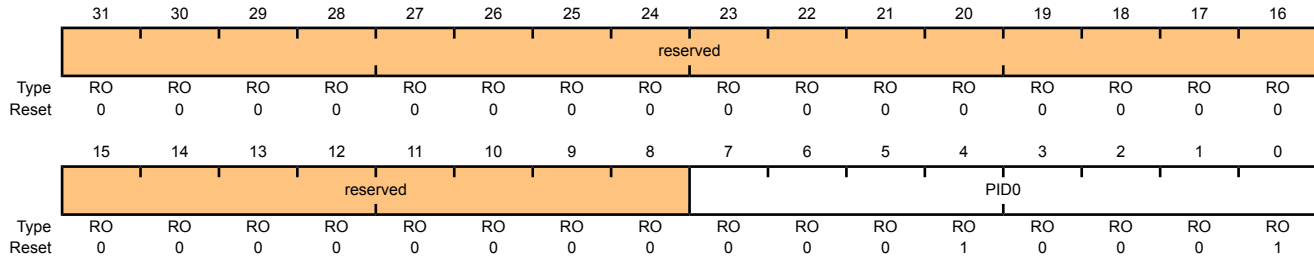 31 30 29 28 27 26 25 24 23 22 21 20 19 18 17 16
reserved
Type RO RO RO RO RO RO RO RO RO RO RO RO RO RO RO RO
Reset 0 0 0 0 0 0 0 0 0 0 0 0 0 0 0 0
15 14 13 12 11 10 9 8 7 6 5 4 3 2 1 0
reserved PID0
Type RO RO RO RO RO RO RO RO RO RO RO RO RO RO RO RO
Reset 0 0 0 0 0 0 0 0 0 0 0 1 0 0 0 1